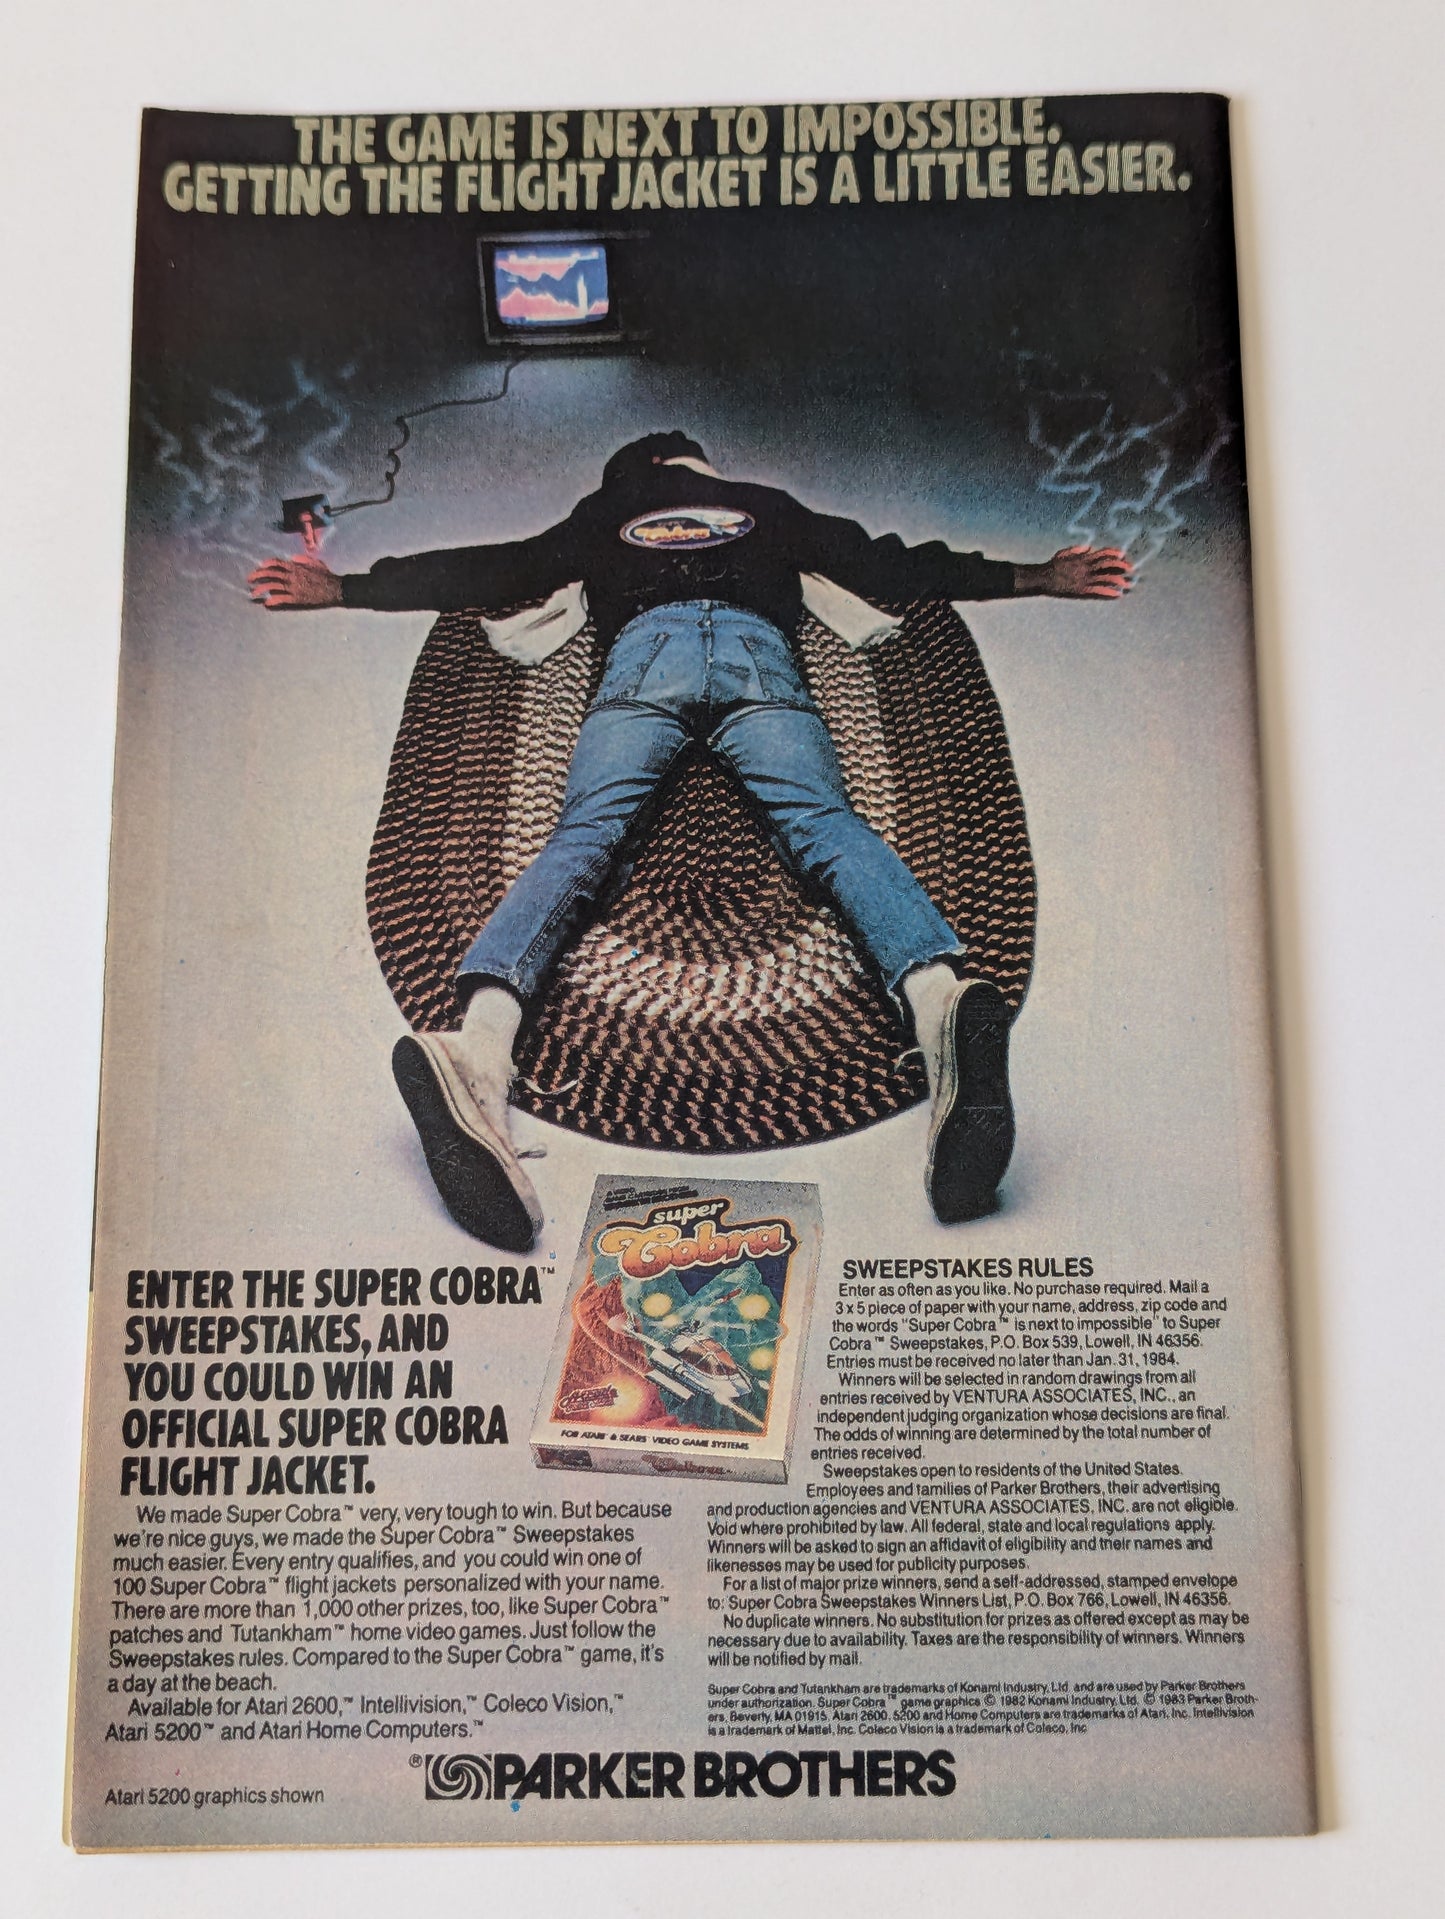 THE GAME IS NEXT TO IMPOSSIBLE.
GETTING THE FLIGHT JACKET IS A LITTLE EASIER.
Cobra
super
Cobra
FOR ATARI & SEARS VIDEO GAME SYSTEMS
ENTER THE SUPER COBRA™
SWEEPSTAKES, AND
YOU COULD WIN AN
OFFICIAL SUPER COBRA
FLIGHT JACKET.
We made Super Cobra™ very, very tough to win. But because
we're nice guys, we made the Super Cobra™ Sweepstakes
much easier. Every entry qualifies, and you could win one of
100 Super Cobra™ flight jackets personalized with your name.
There are more than 1,000 other prizes, too, like Super Cobra™
patches and Tutankham™ home video games. Just follow the
Sweepstakes rules. Compared to the Super Cobra™ game, it's
a day at the beach.
Available for Atari 2600,™ Intellivision,™ Coleco Vision,™
Atari 5200™ and Atari Home Computers.™
SWEEPSTAKES RULES
Enter as often as you like. No purchase required. Mail a
3 x 5 piece of paper with your name, address, zip code and
the words "Super Cobra™ is next to impossible" to Super
Cobra™ Sweepstakes, P.O. Box 539, Lowell, IN 46356.
Entries must be received no later than Jan. 31, 1984.
Winners will be selected in random drawings from all
entries received by VENTURA ASSOCIATES, INC., an
independent judging organization whose decisions are final.
The odds of winning are determined by the total number of
entries received.
Sweepstakes open to residents of the United States.
Employees and families of Parker Brothers, their advertising
and production agencies and VENTURA ASSOCIATES, INC. are not eligible.
Void where prohibited by law. All federal, state and local regulations apply.
Winners will be asked to sign an affidavit of eligibility and their names and
likenesses may be used for publicity purposes.
For a list of major prize winners, send a self-addressed, stamped envelope
to: Super Cobra Sweepstakes Winners List, P.O. Box 766, Lowell, IN 46356.
No duplicate winners. No substitution for prizes as offered except as may be
necessary due to availability. Taxes are the responsibility of winners. Winners
will be notified by mail.
Super Cobra and Tutankham are trademarks of Konami Industry, Ltd. and are used by Parker Brothers
under authorization. Super Cobra™ game graphics © 1982 Konami Industry, Ltd. © 1983 Parker Broth-
ers, Beverly, MA 01915. Atari 2600, 5200 and Home Computers are trademarks of Atari, Inc. Intellivision
is a trademark of Mattel, Inc. Coleco Vision is a trademark of Coleco, Inc
® PARKER BROTHERS
Atari 5200 graphics shown